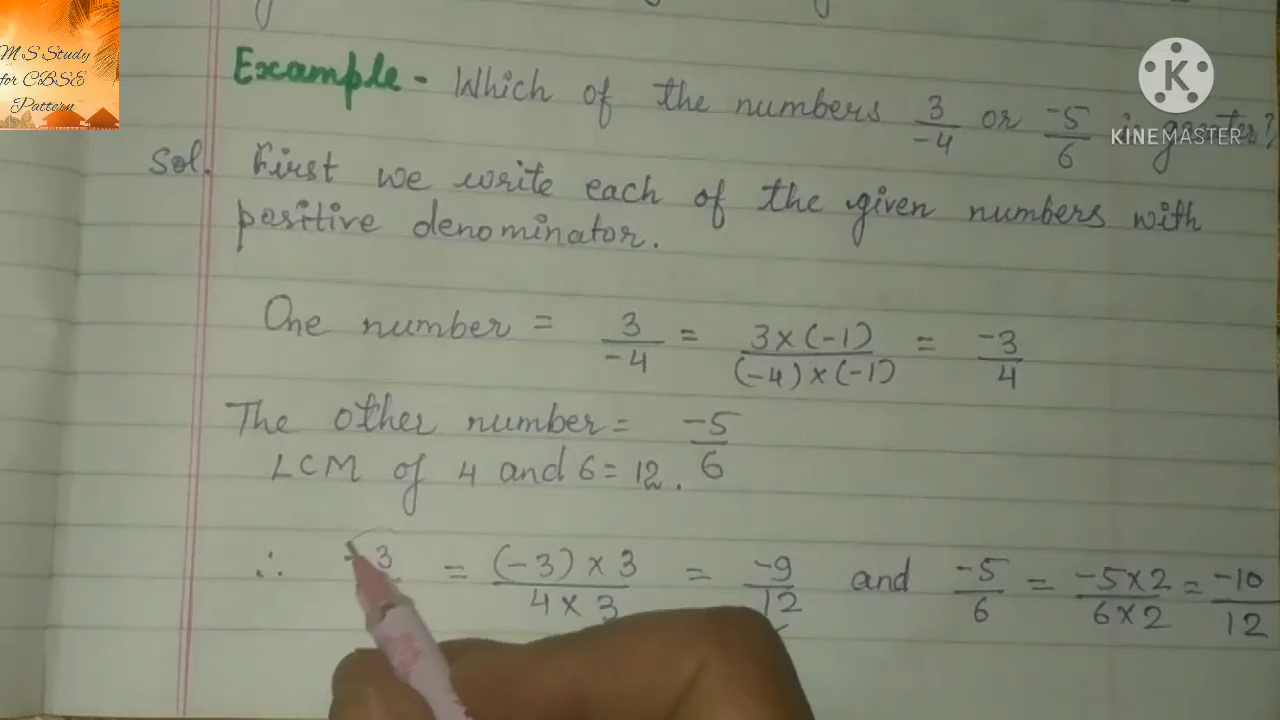 M S Study
for CBSE
Pattern
KINEMASTER
Example - Which of the numbers 3/-4 or -5/6 is greater?
Sol. First we write each of the given numbers with
positive denominator.
One number = 3/-4 = 3×(-1)/(-4)×(-1) = -3/4
The other number = -5/6
LCM of 4 and 6 = 12.
∴ -3 = (-3)×3/4×3 = -9/12 and -5/6 = -5×2/6×2 = -10/12